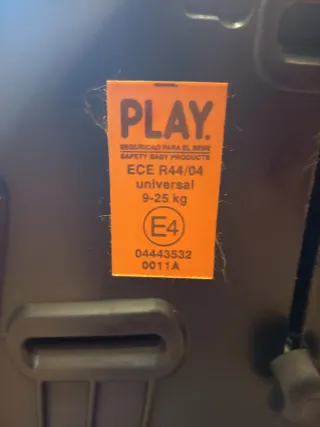 PLAY.
SEGURIDAD PARA EL BEBE
SAFETY BABY PRODUCTS
ECE R44/04
universal
9-25 kg
E4
04443532
0011A